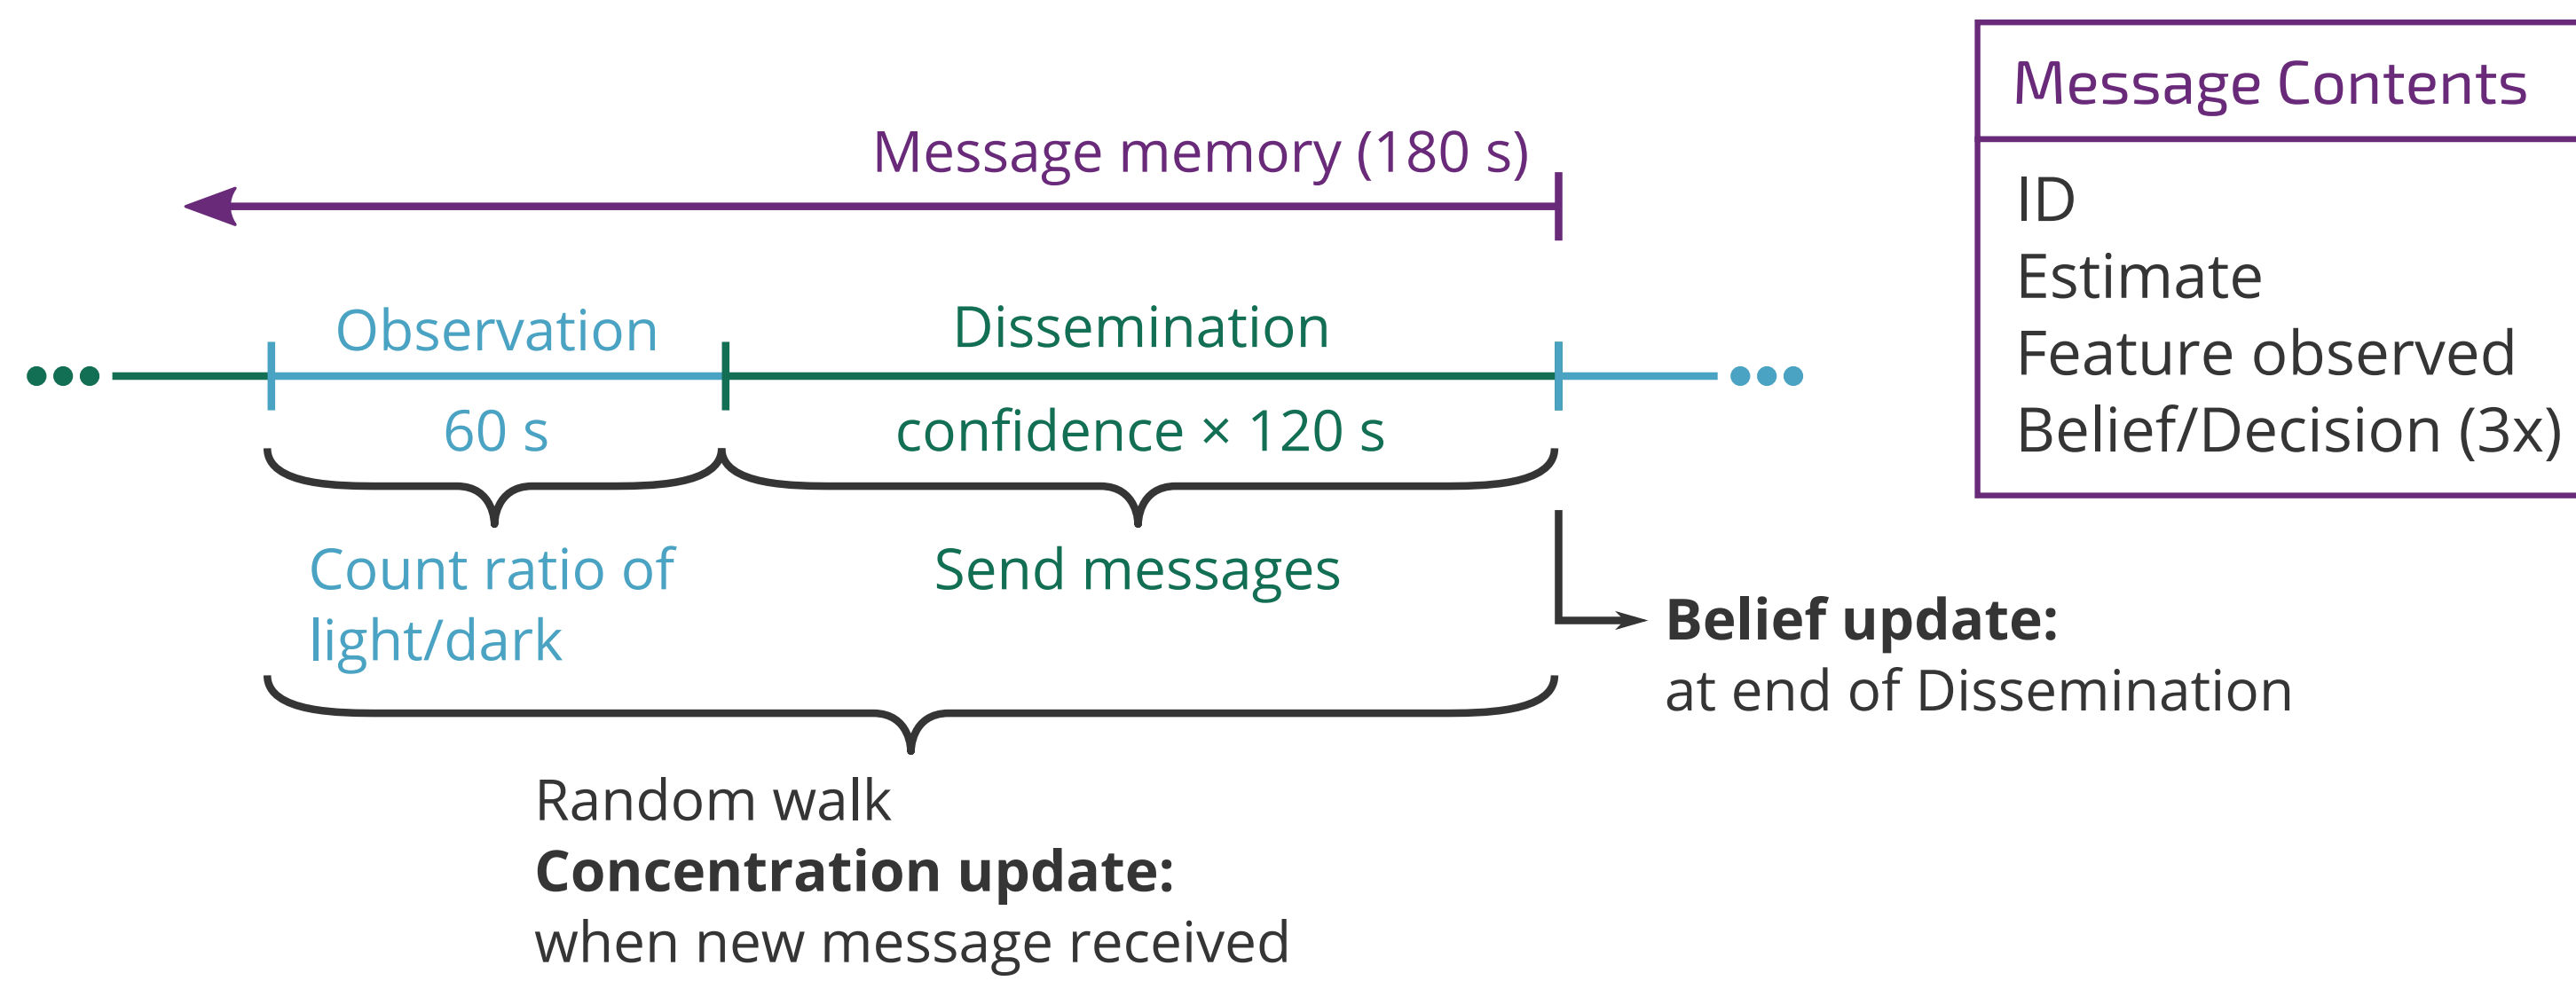 Message memory (180 s)
Observation
Dissemination
60 s
confidence × 120 s
Count ratio of
light/dark
Send messages
Belief update:
at end of Dissemination
Random walk
Concentration update:
when new message received
Message Contents
ID
Estimate
Feature observed
Belief/Decision (3x)